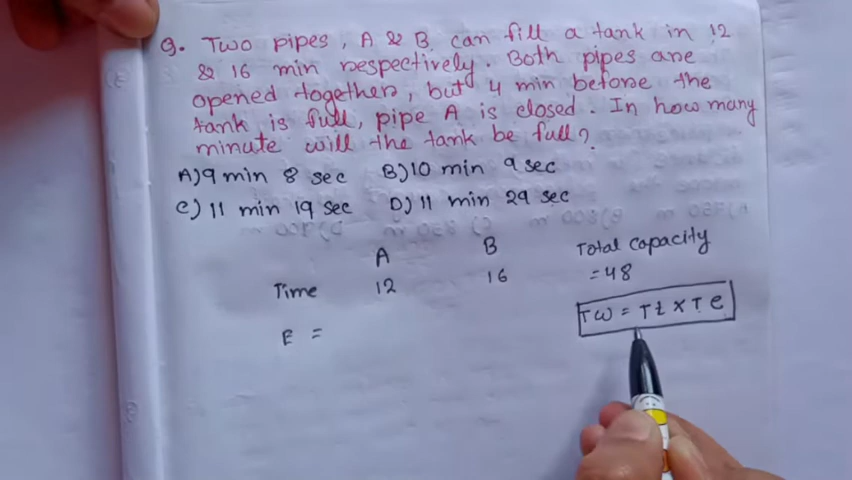 9. Two pipes, A & B can fill a tank in 12
& 16 min respectively. Both pipes are
opened together, but 4 min before the
tank is full, pipe A is closed. In how many
minute will the tank be full?
A) 9 min 8 sec B) 10 min 9 sec
C) 11 min 19 sec D) 11 min 29 sec
A B Total capacity
Time 12 16 = 48
E = TW = Tt × Te